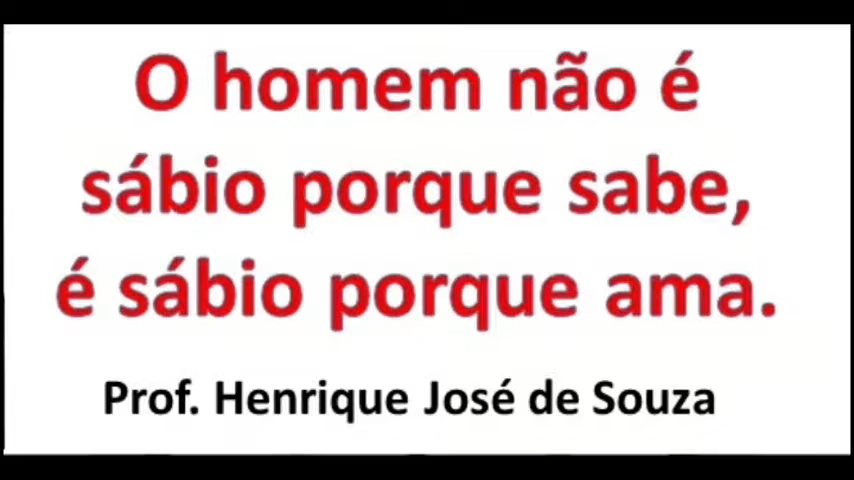 O homem não é
sábio porque sabe,
é sábio porque ama.
Prof. Henrique José de Souza